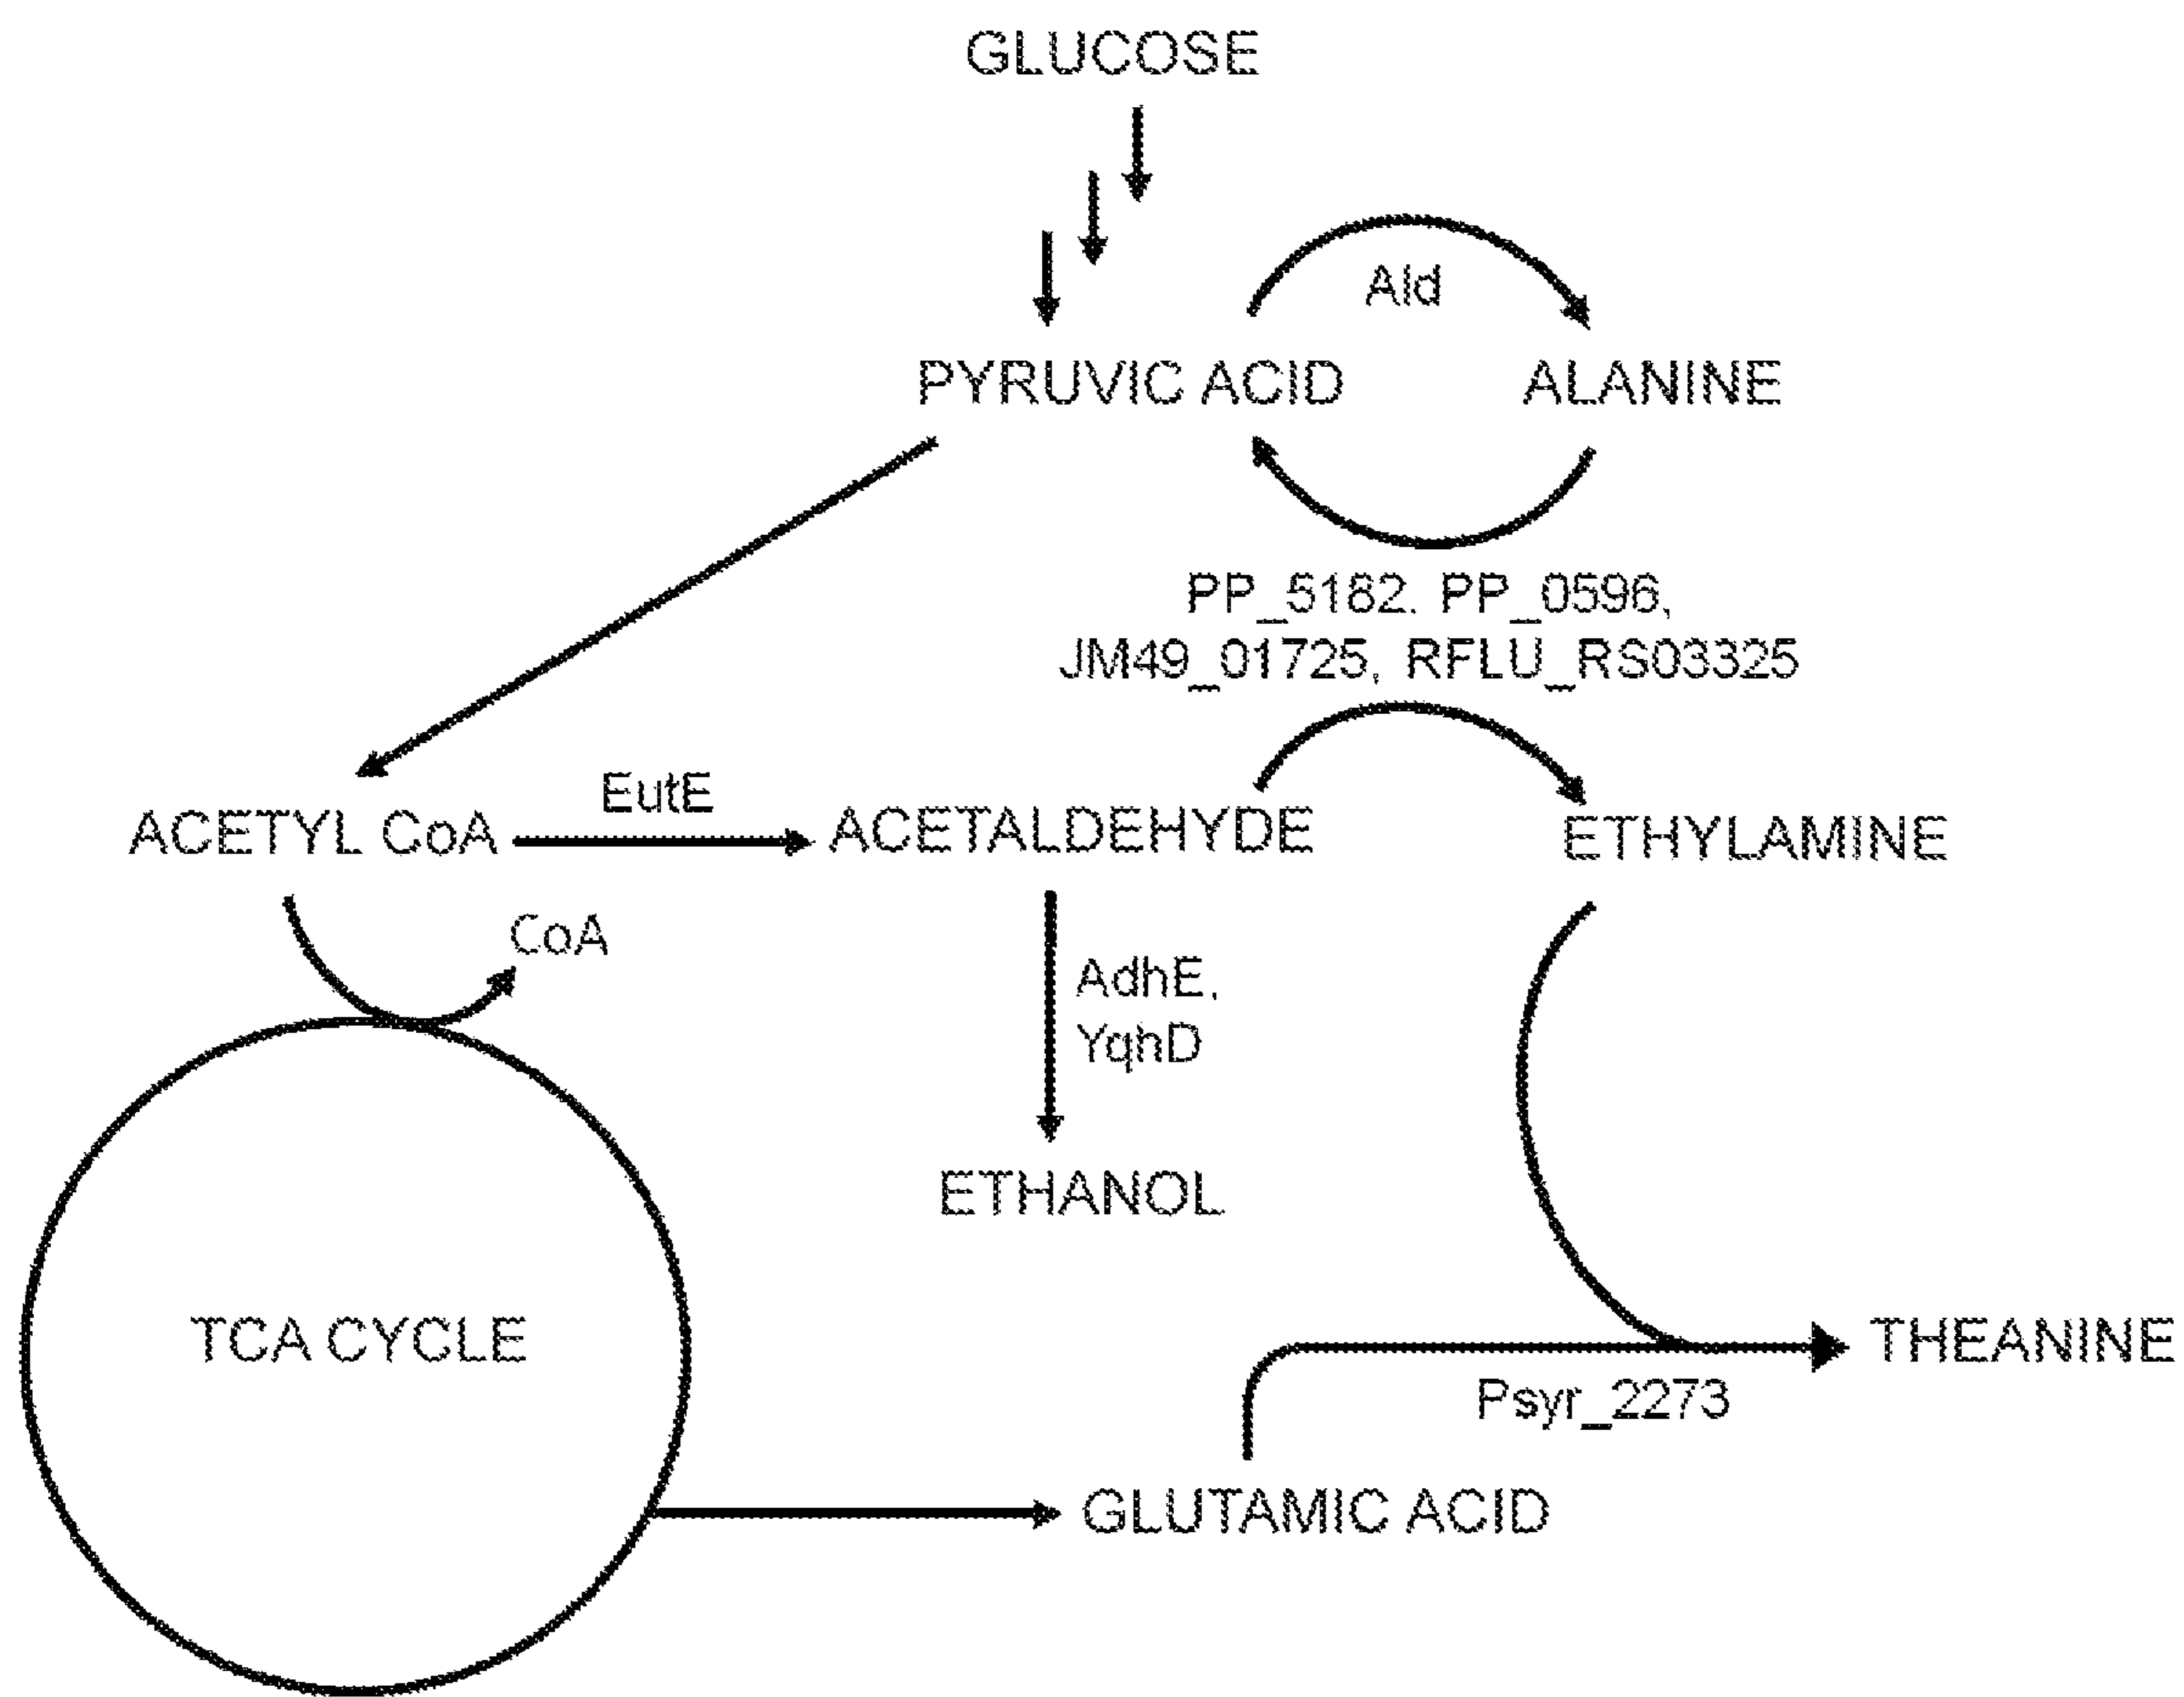 GLUCOSE
Ald
PYRUVIC ACID
ALANINE
PP_5182. PP_0596,
JM49_01725, RFLU_RS03325
EutE
ACETYL CoA
ACETALDEHYDE
ETHYLAMINE
CoA
AdhE,
YqhD
ETHANOL
TCA CYCLE
THEANINE
Psyr_2273
GLUTAMIC ACID